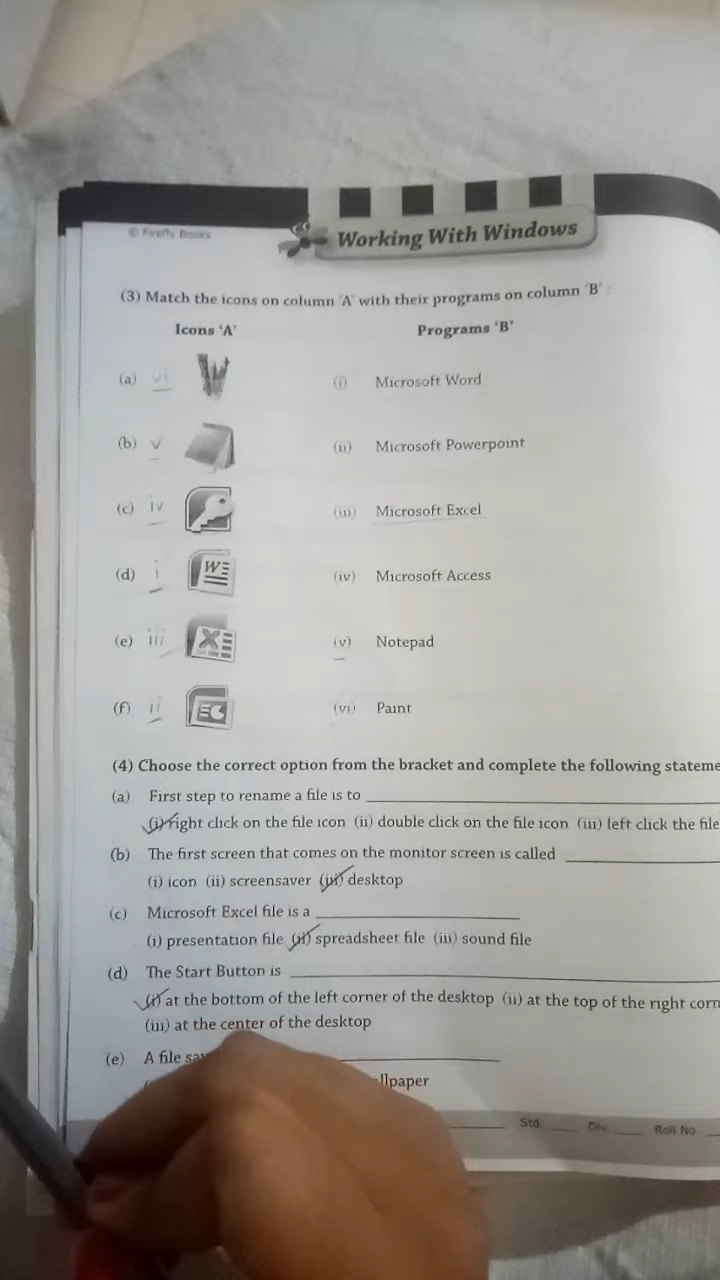 © Firefly Books
Working With Windows
(3) Match the icons on column 'A' with their programs on column 'B' :
Icons 'A' Programs 'B'
(a) vi (i) Microsoft Word
(b) v (ii) Microsoft Powerpoint
(c) iv (iii) Microsoft Excel
(d) i W (iv) Microsoft Access
(e) iii X (v) Notepad
(f) ii (vi) Paint
(4) Choose the correct option from the bracket and complete the following stateme
(a) First step to rename a file is to
(i) right click on the file icon (ii) double click on the file icon (iii) left click the file
(b) The first screen that comes on the monitor screen is called
(i) icon (ii) screensaver (iii) desktop
(c) Microsoft Excel file is a
(i) presentation file (ii) spreadsheet file (iii) sound file
(d) The Start Button is
(i) at the bottom of the left corner of the desktop (ii) at the top of the right corn
(iii) at the center of the desktop
(e) A file
llpaper
Std. Div Roll No